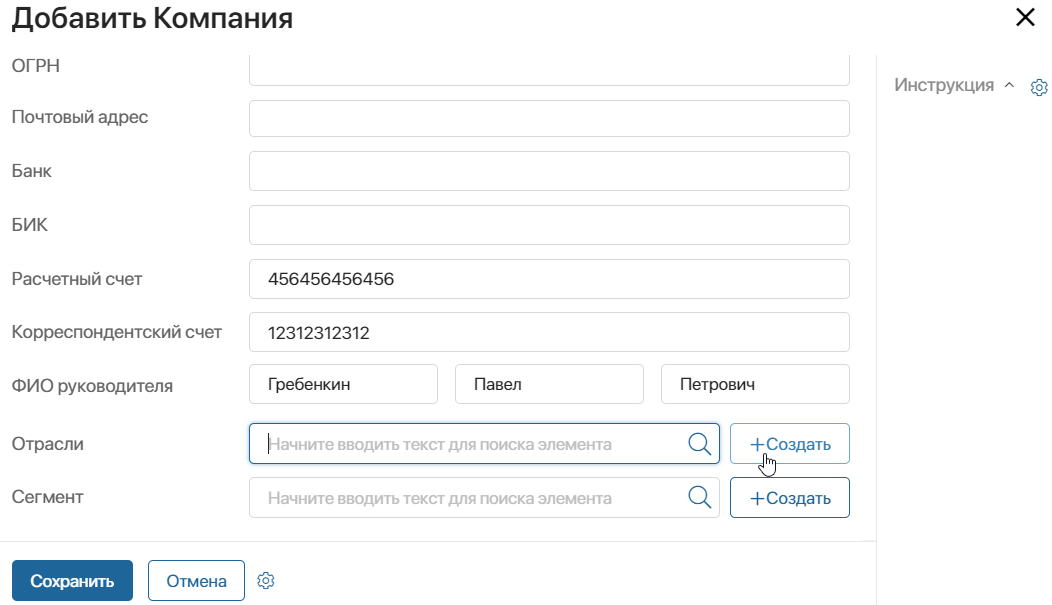 Добавить Компания
Инструкция
ОГРН
Почтовый адрес
Банк
БИК
Расчетный счет 456456456456
Корреспондентский счет 12312312312
ФИО руководителя Гребенкин Павел Петрович
Отрасли Начните вводить текст для поиска элемента +Создать
Сегмент Начните вводить текст для поиска элемента +Создать
Сохранить Отмена